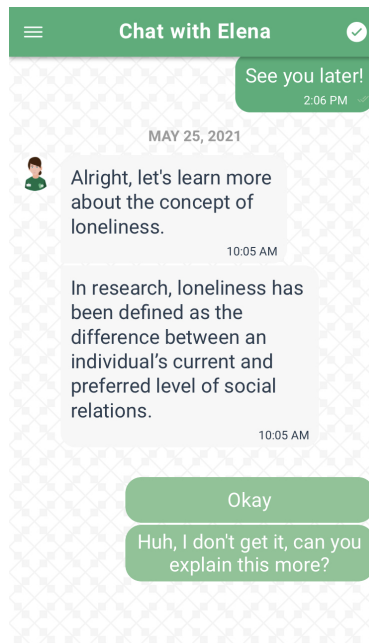 Chat with Elena
See you later!
2:06 PM
MAY 25, 2021
Alright, let's learn more
about the concept of
loneliness.
10:05 AM
In research, loneliness has
been defined as the
difference between an
individual’s current and
preferred level of social
relations.
10:05 AM
Okay
Huh, I don't get it, can you
explain this more?